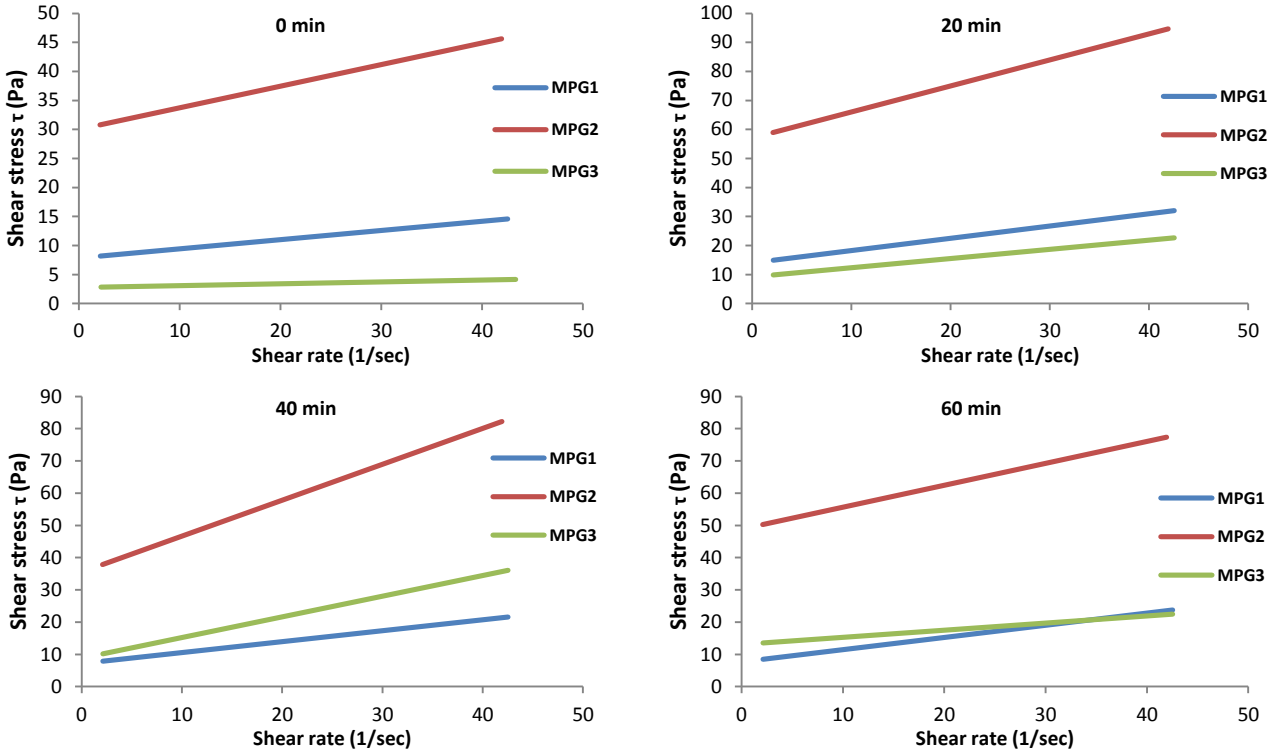 0 min
Shear stress τ (Pa)
50
45
40
35
30
25
20
15
10
5
0
0 10 20 30 40 50
Shear rate (1/sec)
MPG1
MPG2
MPG3
20 min
Shear stress τ (Pa)
100
90
80
70
60
50
40
30
20
10
0
0 10 20 30 40 50
Shear rate (1/sec)
MPG1
MPG2
MPG3
40 min
Shear stress τ (Pa)
90
80
70
60
50
40
30
20
10
0
0 10 20 30 40 50
Shear rate (1/sec)
MPG1
MPG2
MPG3
60 min
Shear stress τ (Pa)
90
80
70
60
50
40
30
20
10
0
0 10 20 30 40 50
Shear rate (1/sec)
MPG1
MPG2
MPG3